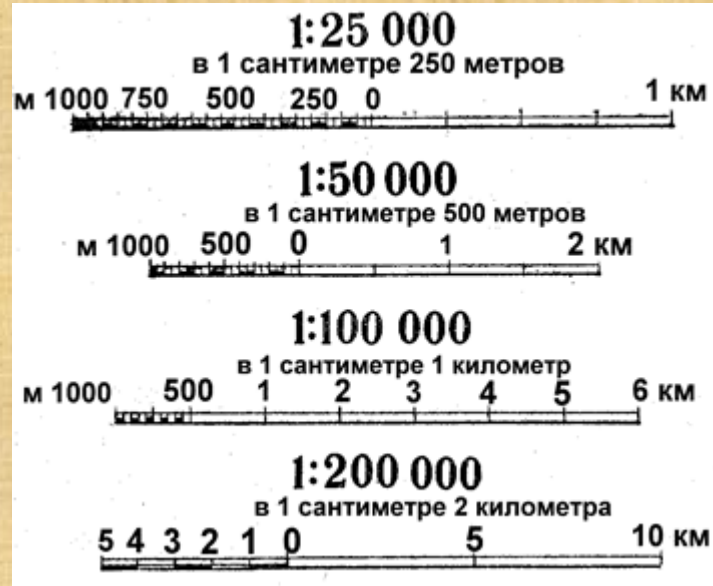 1:25 000
в 1 сантиметре 250 метров
м 1000 750 500 250 0 1 км
1:50 000
в 1 сантиметре 500 метров
м 1000 500 0 1 2 км
1:100 000
в 1 сантиметре 1 километр
м 1000 500 1 2 3 4 5 6 км
1:200 000
в 1 сантиметре 2 километра
5 4 3 2 1 0 5 10 км